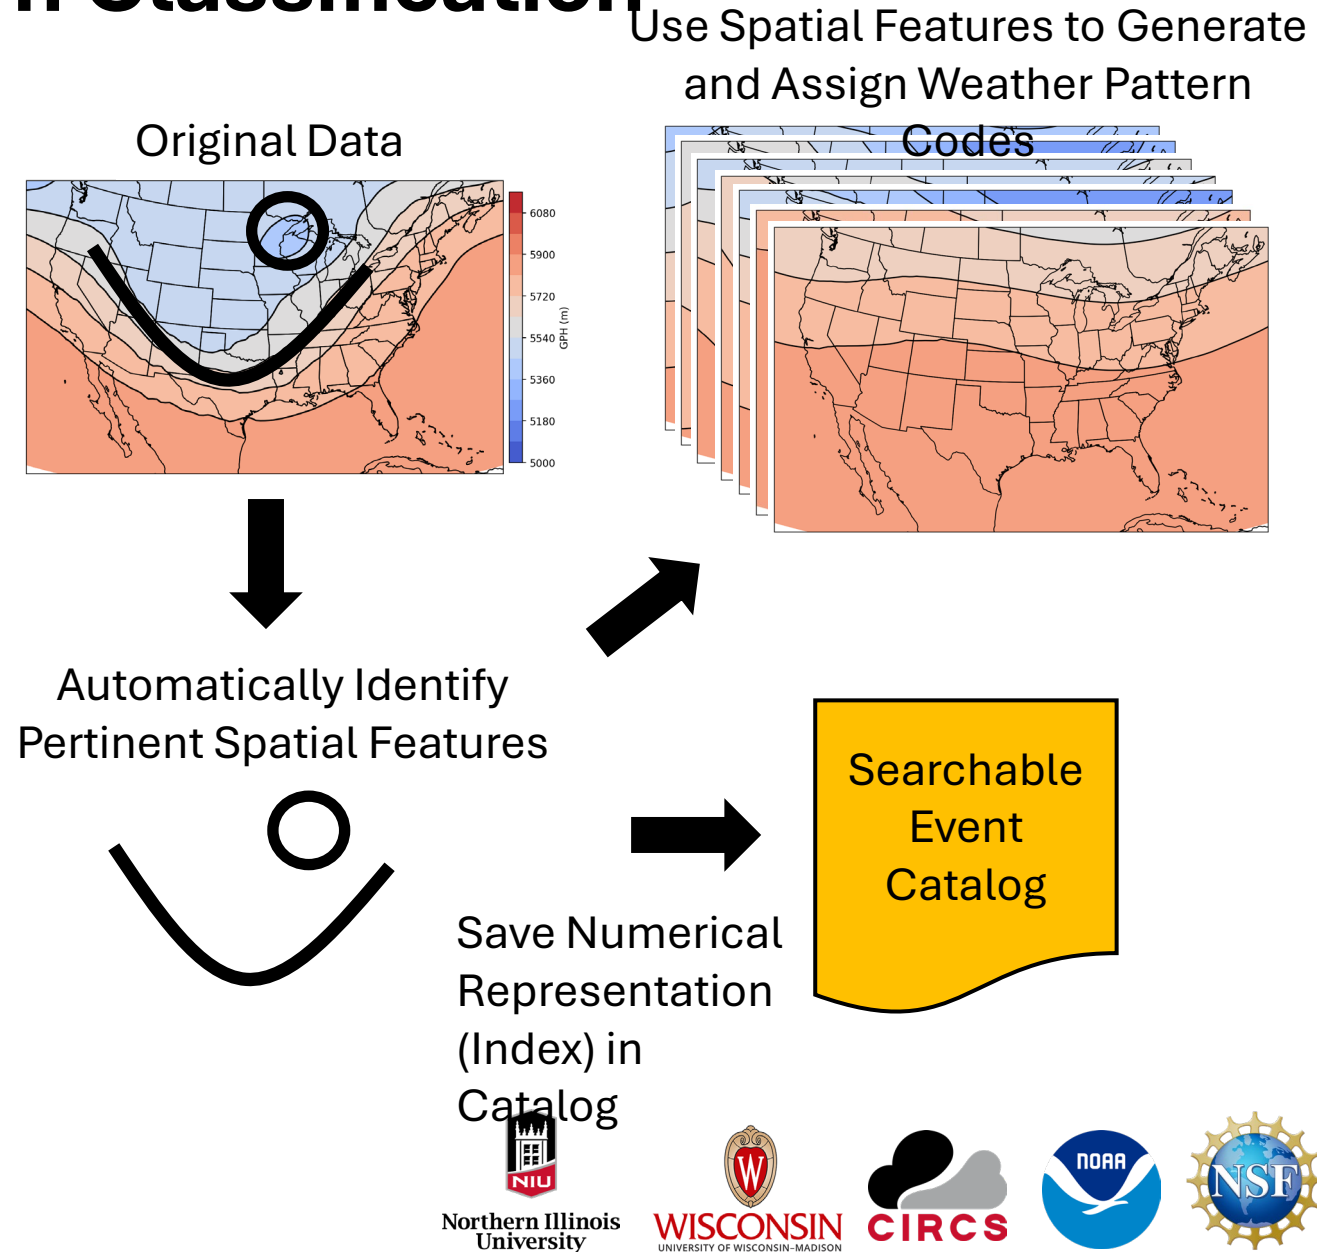 n Classification
Use Spatial Features to Generate
and Assign Weather Pattern
Codes
Original Data
6080
5900
5720
5540
5360
5180
5000
GPH (m)
Automatically Identify
Pertinent Spatial Features
Searchable
Event
Catalog
Save Numerical
Representation
(Index) in
Catalog
NIU
Northern Illinois
University
W
WISCONSIN
UNIVERSITY OF WISCONSIN–MADISON
CIRCS
NOAA
NSF